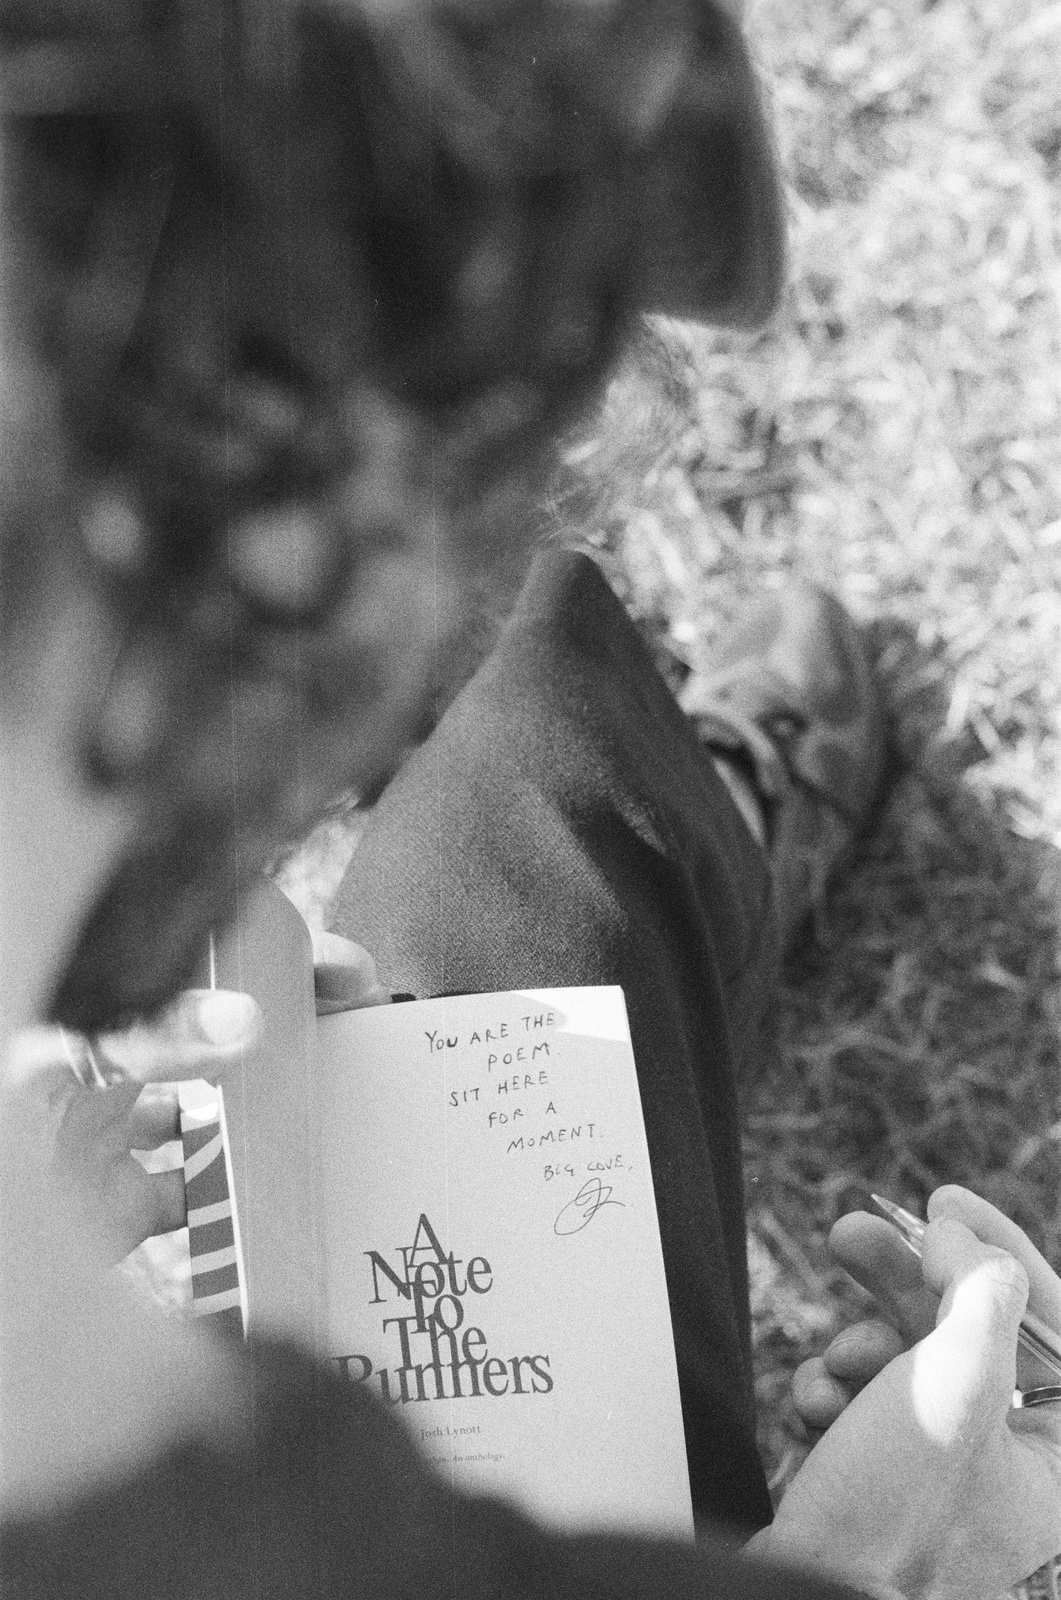 YOU ARE THE
POEM.
SIT HERE
FOR A
MOMENT.
BIG LOVE,
A
Note
To
The
Runners
Josh Lynott
An anthology.